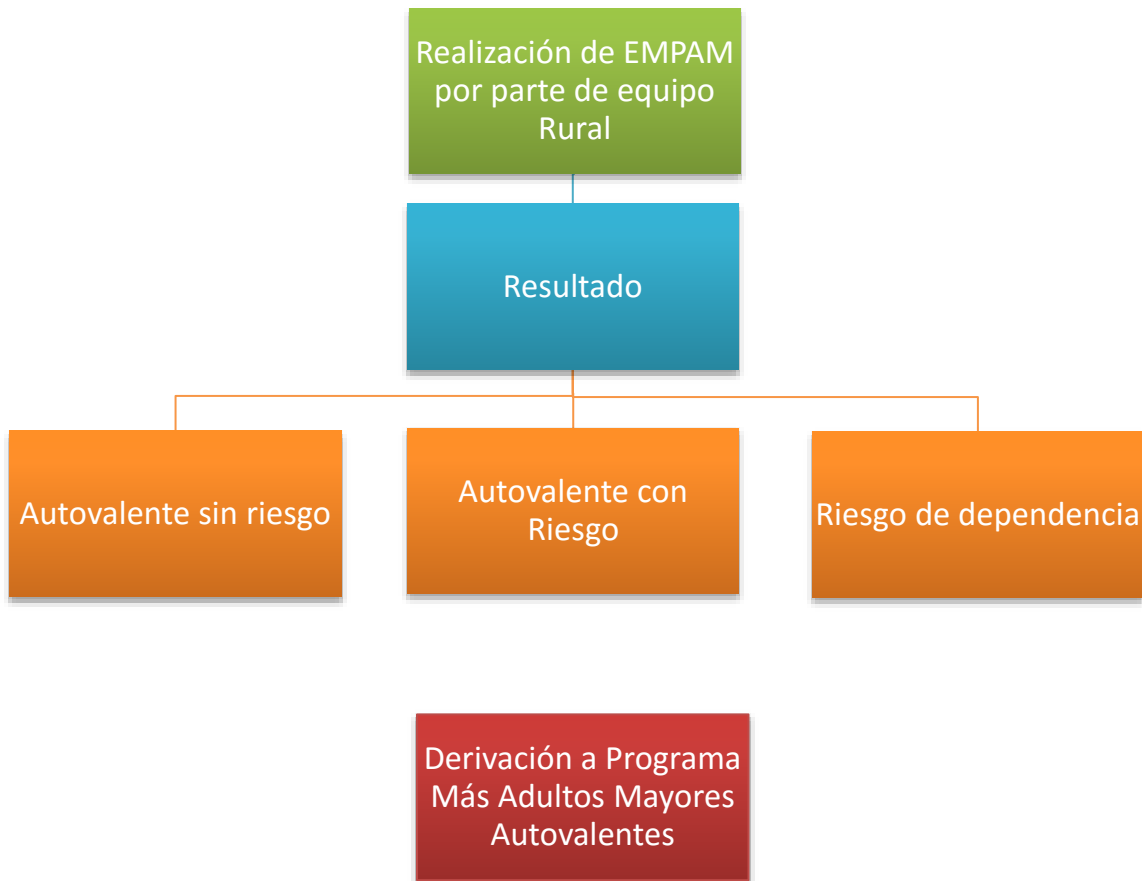 Realización de EMPAM
por parte de equipo
Rural
Resultado
Autovalente sin riesgo
Autovalente con
Riesgo
Riesgo de dependencia
Derivación a Programa
Más Adultos Mayores
Autovalentes